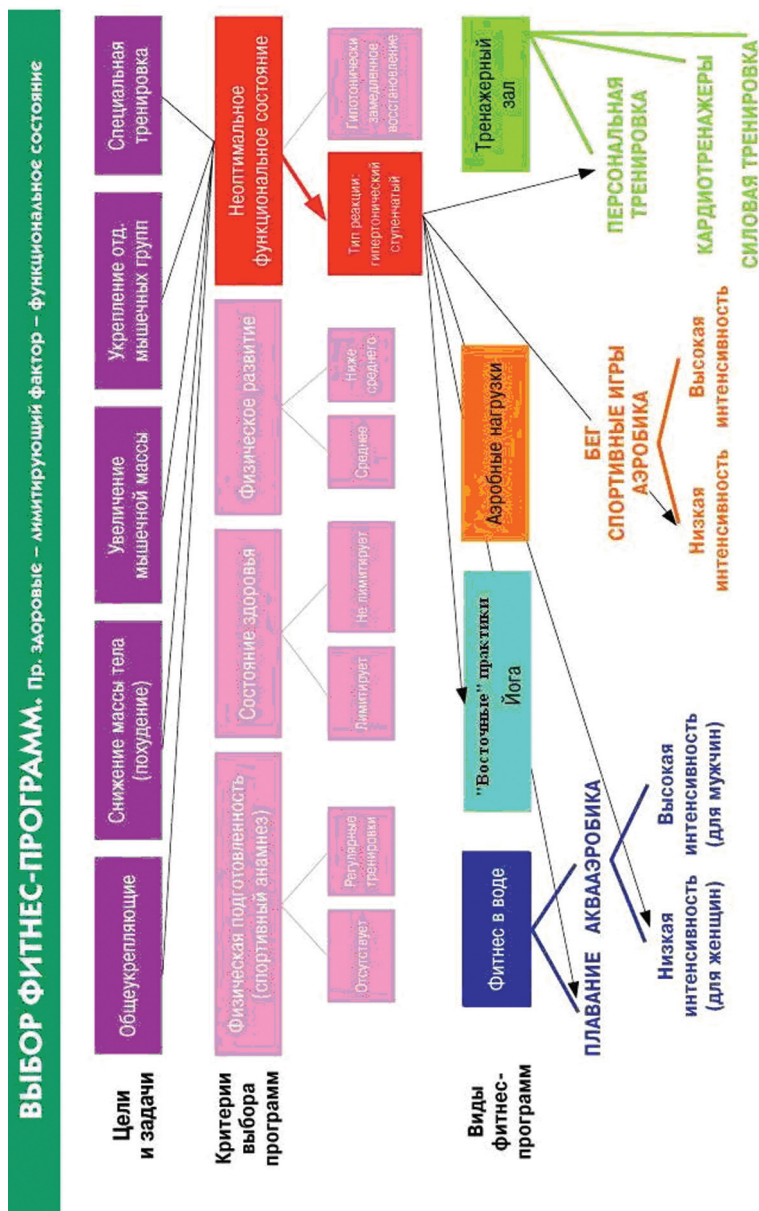 ВЫБОР ФИТНЕС-ПРОГРАММ. Пр. здоровые – лимитирующий фактор – функциональное состояние
Цели
и задачи
Общеукрепляющие
Снижение массы тела
(похудение)
Увеличение
мышечной массы
Укрепление отд.
мышечных групп
Специальная
тренировка
Критерии
выбора
программ
Физическая подготовленность
(спортивный анамнез)
Состояние здоровья
Физическое развитие
Неоптимальное
функциональное состояние
Отсутствует
Регулярные
тренировки
Лимитирует
Не лимитирует
Среднее
Ниже
среднего
Тип реакции:
гипертонический
ступенчатый
Гипотонически
замедленное
восстановление
Виды
фитнес-
программ
Фитнес в воде
"Восточные" практики
Йога
Аэробные нагрузки
Тренажерный
зал
ПЛАВАНИЕ АКВААЭРОБИКА
Низкая
интенсивность
(для женщин)
Высокая
интенсивность
(для мужчин)
БЕГ
СПОРТИВНЫЕ ИГРЫ
АЭРОБИКА
Низкая
интенсивность
Высокая
интенсивность
ПЕРСОНАЛЬНАЯ
ТРЕНИРОВКА
КАРДИОТРЕНАЖЕРЫ
СИЛОВАЯ ТРЕНИРОВКА